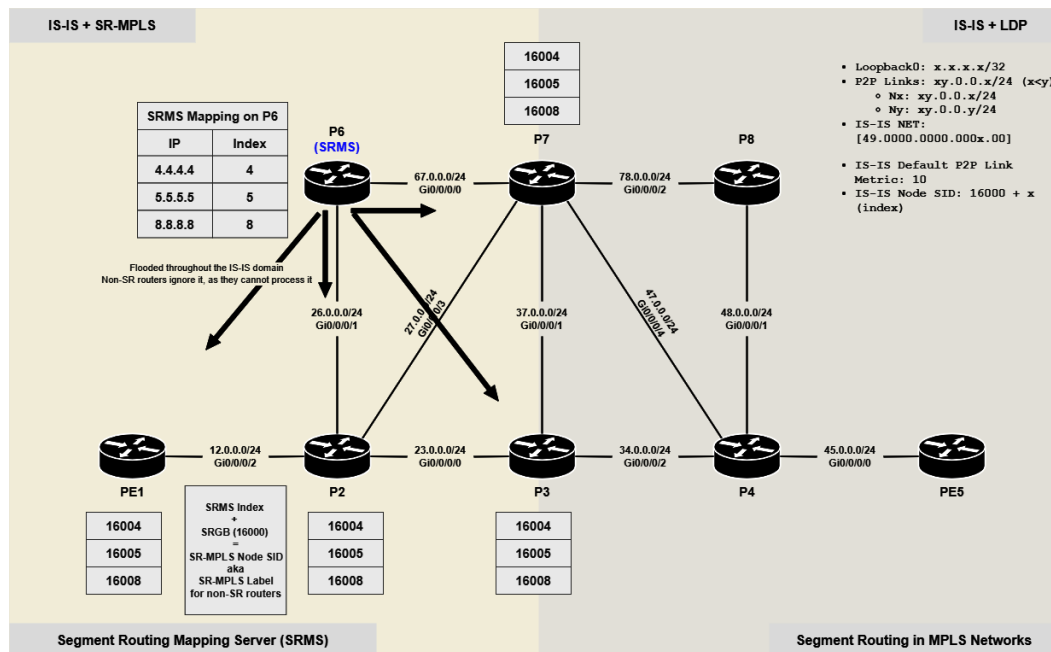 IS-IS + SR-MPLS
IS-IS + LDP
16004
16005
16008
• Loopback0: x.x.x.x/32
• P2P Links: xy.0.0.x/24 (x<y)
o Nx: xy.0.0.x/24
o Ny: xy.0.0.y/24
• IS-IS NET:
[49.0000.0000.000x.00]
• IS-IS Default P2P Link
Metric: 10
• IS-IS Node SID: 16000 + x
(index)
SRMS Mapping on P6
IP Index
4.4.4.4 4
5.5.5.5 5
8.8.8.8 8
P6
(SRMS)
P7
P8
67.0.0.0/24
Gi0/0/0/0
78.0.0.0/24
Gi0/0/0/2
Flooded throughout the IS-IS domain
Non-SR routers ignore it, as they cannot process it
26.0.0.0/24
Gi0/0/0/1
27.0.0.0/24
Gi0/0/0/3
37.0.0.0/24
Gi0/0/0/1
47.0.0.0/24
Gi0/0/0/4
48.0.0.0/24
Gi0/0/0/1
12.0.0.0/24
Gi0/0/0/2
23.0.0.0/24
Gi0/0/0/0
34.0.0.0/24
Gi0/0/0/2
45.0.0.0/24
Gi0/0/0/0
PE1
P2
P3
P4
PE5
16004
16005
16008
SRMS Index
+
SRGB (16000)
=
SR-MPLS Node SID
aka
SR-MPLS Label
for non-SR routers
16004
16005
16008
16004
16005
16008
Segment Routing Mapping Server (SRMS)
Segment Routing in MPLS Networks